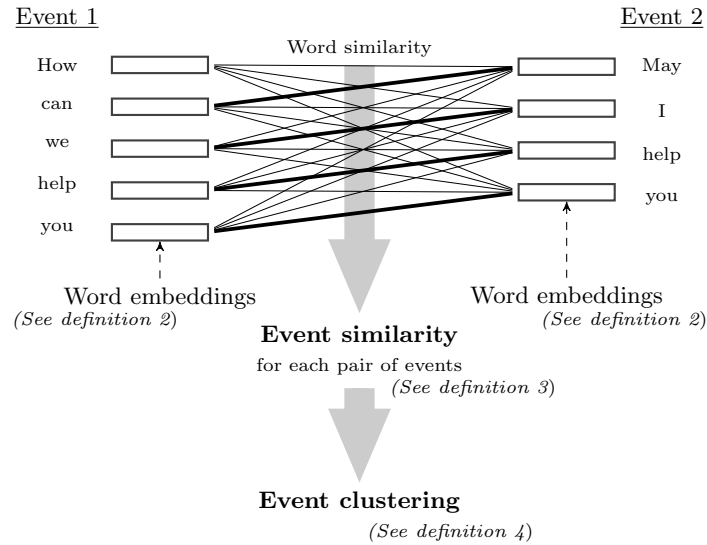 Event 1
Event 2
Word similarity
How
can
we
help
you
May
I
help
you
Word embeddings
(See definition 2)
Word embeddings
(See definition 2)
Event similarity
for each pair of events
(See definition 3)
Event clustering
(See definition 4)